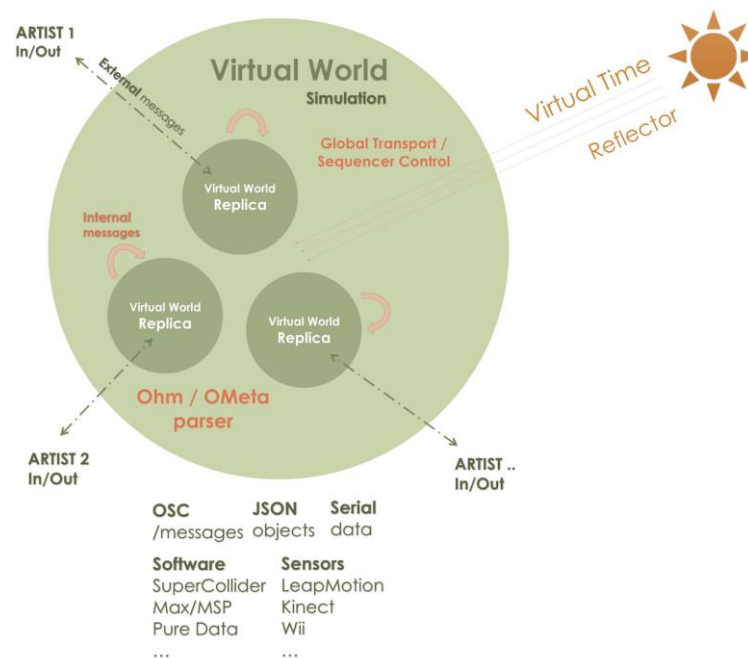 ARTIST 1
In/Out
External messages
Virtual World
Simulation
Global Transport /
Sequencer Control
Virtual Time
Reflector
Virtual World
Replica
Internal
messages
Virtual World
Replica
Virtual World
Replica
Ohm / OMeta
parser
ARTIST 2
In/Out
ARTIST ..
In/Out
OSC
/messages
JSON
objects
Serial
data
Software
SuperCollider
Max/MSP
Pure Data
...
Sensors
LeapMotion
Kinect
Wii
...